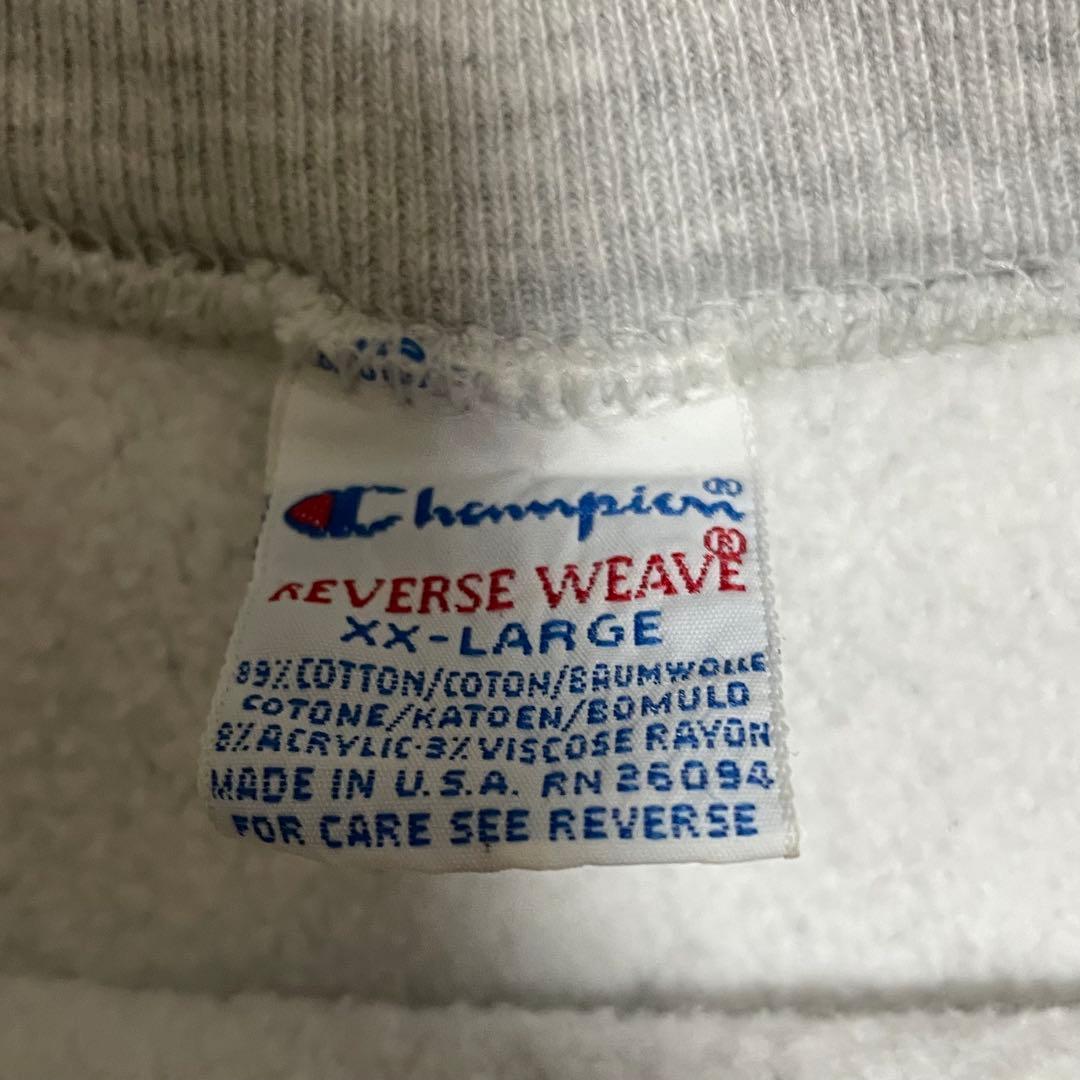 Champion®
REVERSE WEAVE®
XX-LARGE
89% COTTON/COTON/BAUMWOLLE
COTONE/KATOEN/BOMULD
8% ACRYLIC·3% VISCOSE RAYON
MADE IN U.S.A. RN 26094
FOR CARE SEE REVERSE